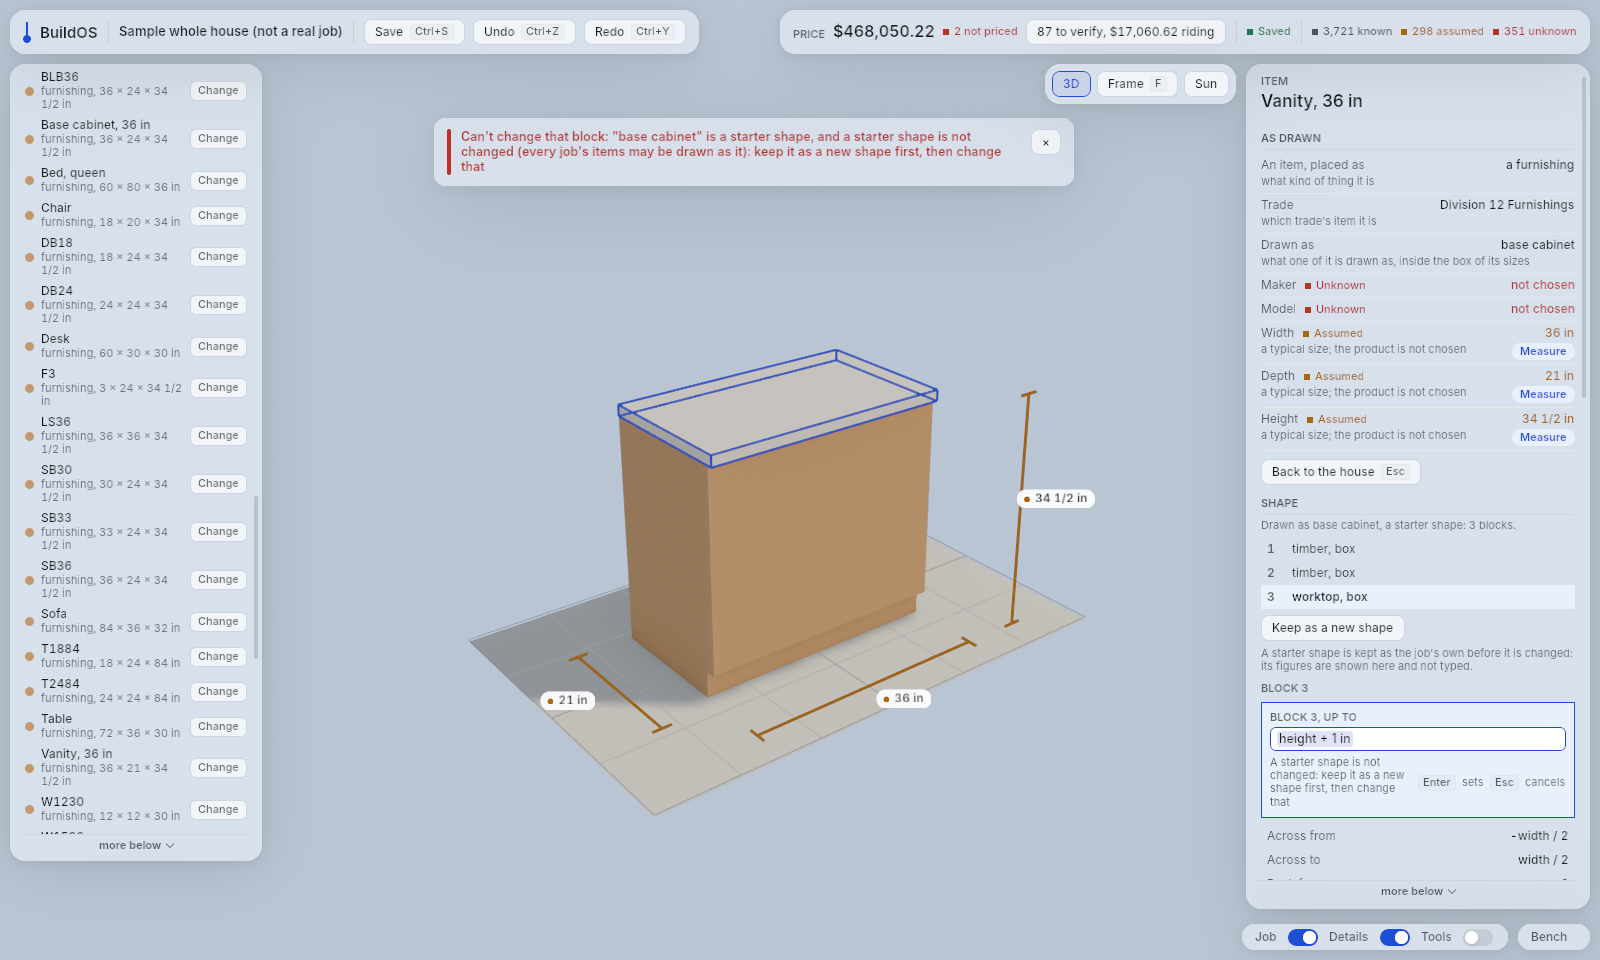 BuildOS
Sample whole house (not a real job)
Save Ctrl+S
Undo Ctrl+Z
Redo Ctrl+Y
PRICE $468,050.22 2 not priced
87 to verify, $17,060.62 riding
Saved
3,721 known 298 assumed 351 unknown
BLB36
furnishing, 36 × 24 × 34
1/2 in
Change
Base cabinet, 36 in
furnishing, 36 × 24 × 34
1/2 in
Change
Bed, queen
furnishing, 60 × 80 × 36 in
Change
Chair
furnishing, 18 × 20 × 34 in
Change
DB18
furnishing, 18 × 24 × 34
1/2 in
Change
DB24
furnishing, 24 × 24 × 34
1/2 in
Change
Desk
furnishing, 60 × 30 × 30 in
Change
F3
furnishing, 3 × 24 × 34 1/2
in
Change
LS36
furnishing, 36 × 36 × 34
1/2 in
Change
SB30
furnishing, 30 × 24 × 34
1/2 in
Change
SB33
furnishing, 33 × 24 × 34
1/2 in
Change
SB36
furnishing, 36 × 24 × 34
1/2 in
Change
Sofa
furnishing, 84 × 36 × 32 in
Change
T1884
furnishing, 18 × 24 × 84 in
Change
T2484
furnishing, 24 × 24 × 84 in
Change
Table
furnishing, 72 × 36 × 30 in
Change
Vanity, 36 in
furnishing, 36 × 21 × 34
1/2 in
Change
W1230
furnishing, 12 × 12 × 30 in
Change
more below
3D
Frame F
Sun
Can't change that block: "base cabinet" is a starter shape, and a starter shape is not
changed (every job's items may be drawn as it): keep it as a new shape first, then change
that
×
34 1/2 in
21 in
36 in
ITEM
Vanity, 36 in
AS DRAWN
An item, placed as a furnishing
what kind of thing it is
Trade Division 12 Furnishings
which trade's item it is
Drawn as base cabinet
what one of it is drawn as, inside the box of its sizes
Maker Unknown not chosen
Model Unknown not chosen
Width Assumed 36 in
a typical size; the product is not chosen Measure
Depth Assumed 21 in
a typical size; the product is not chosen Measure
Height Assumed 34 1/2 in
a typical size; the product is not chosen Measure
Back to the house Esc
SHAPE
Drawn as base cabinet, a starter shape: 3 blocks.
1 timber, box
2 timber, box
3 worktop, box
Keep as a new shape
A starter shape is kept as the job's own before it is changed:
its figures are shown here and not typed.
BLOCK 3
BLOCK 3, UP TO
height + 1 in
A starter shape is not
changed: keep it as a new
shape first, then change
that
Enter sets Esc cancels
Across from -width / 2
Across to width / 2
more below
Job
Details
Tools
Bench